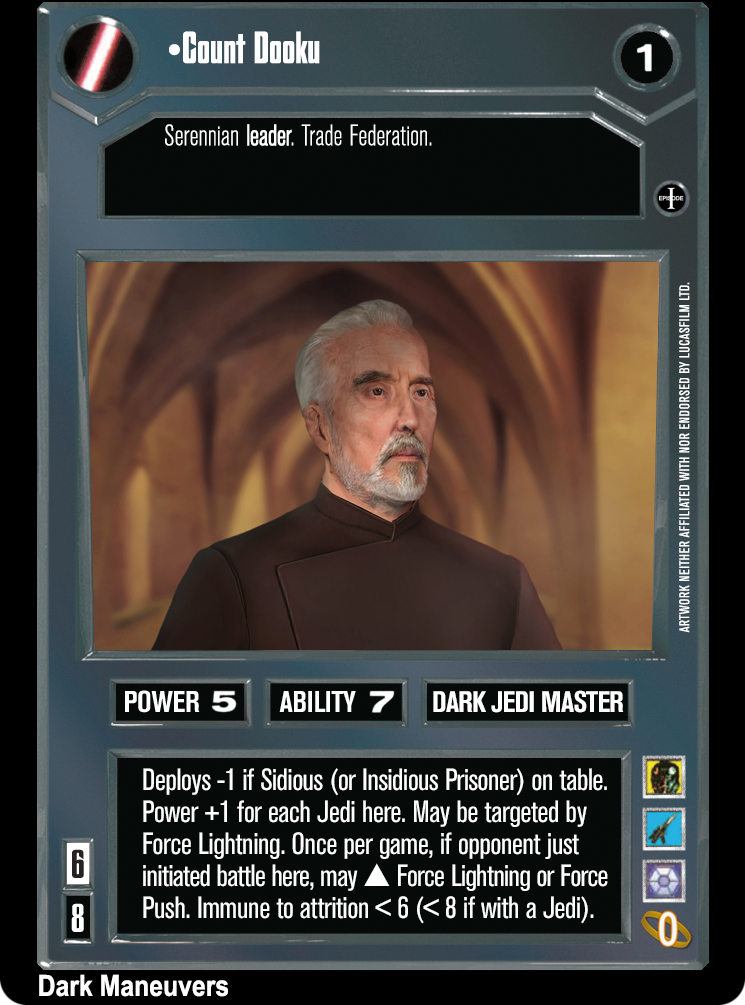 •Count Dooku
1
Serennian leader. Trade Federation.
EPISODE I
ARTWORK NEITHER AFFILIATED WITH NOR ENDORSED BY LUCASFILM LTD.
POWER 5
ABILITY 7
DARK JEDI MASTER
Deploys -1 if Sidious (or Insidious Prisoner) on table.
Power +1 for each Jedi here. May be targeted by
Force Lightning. Once per game, if opponent just
initiated battle here, may ▲ Force Lightning or Force
Push. Immune to attrition < 6 (< 8 if with a Jedi).
6
8
0
Dark Maneuvers